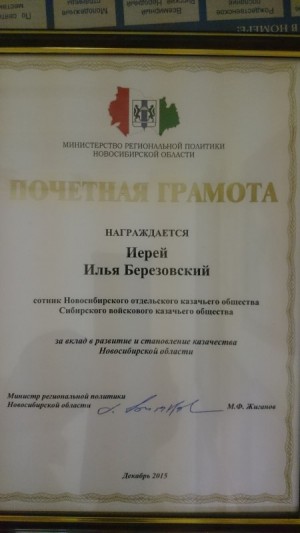 МИНИСТЕРСТВО РЕГИОНАЛЬНОЙ ПОЛИТИКИ
НОВОСИБИРСКОЙ ОБЛАСТИ
ПОЧЕТНАЯ ГРАМОТА
НАГРАЖДАЕТСЯ
Иерей
Илья Березовский
сотник Новосибирского отдельского казачьего общества
Сибирского войскового казачьего общества
за вклад в развитие и становление казачества
Новосибирской области
Министр региональной политики
Новосибирской области М.Ф. Жиганов
Декабрь 2015